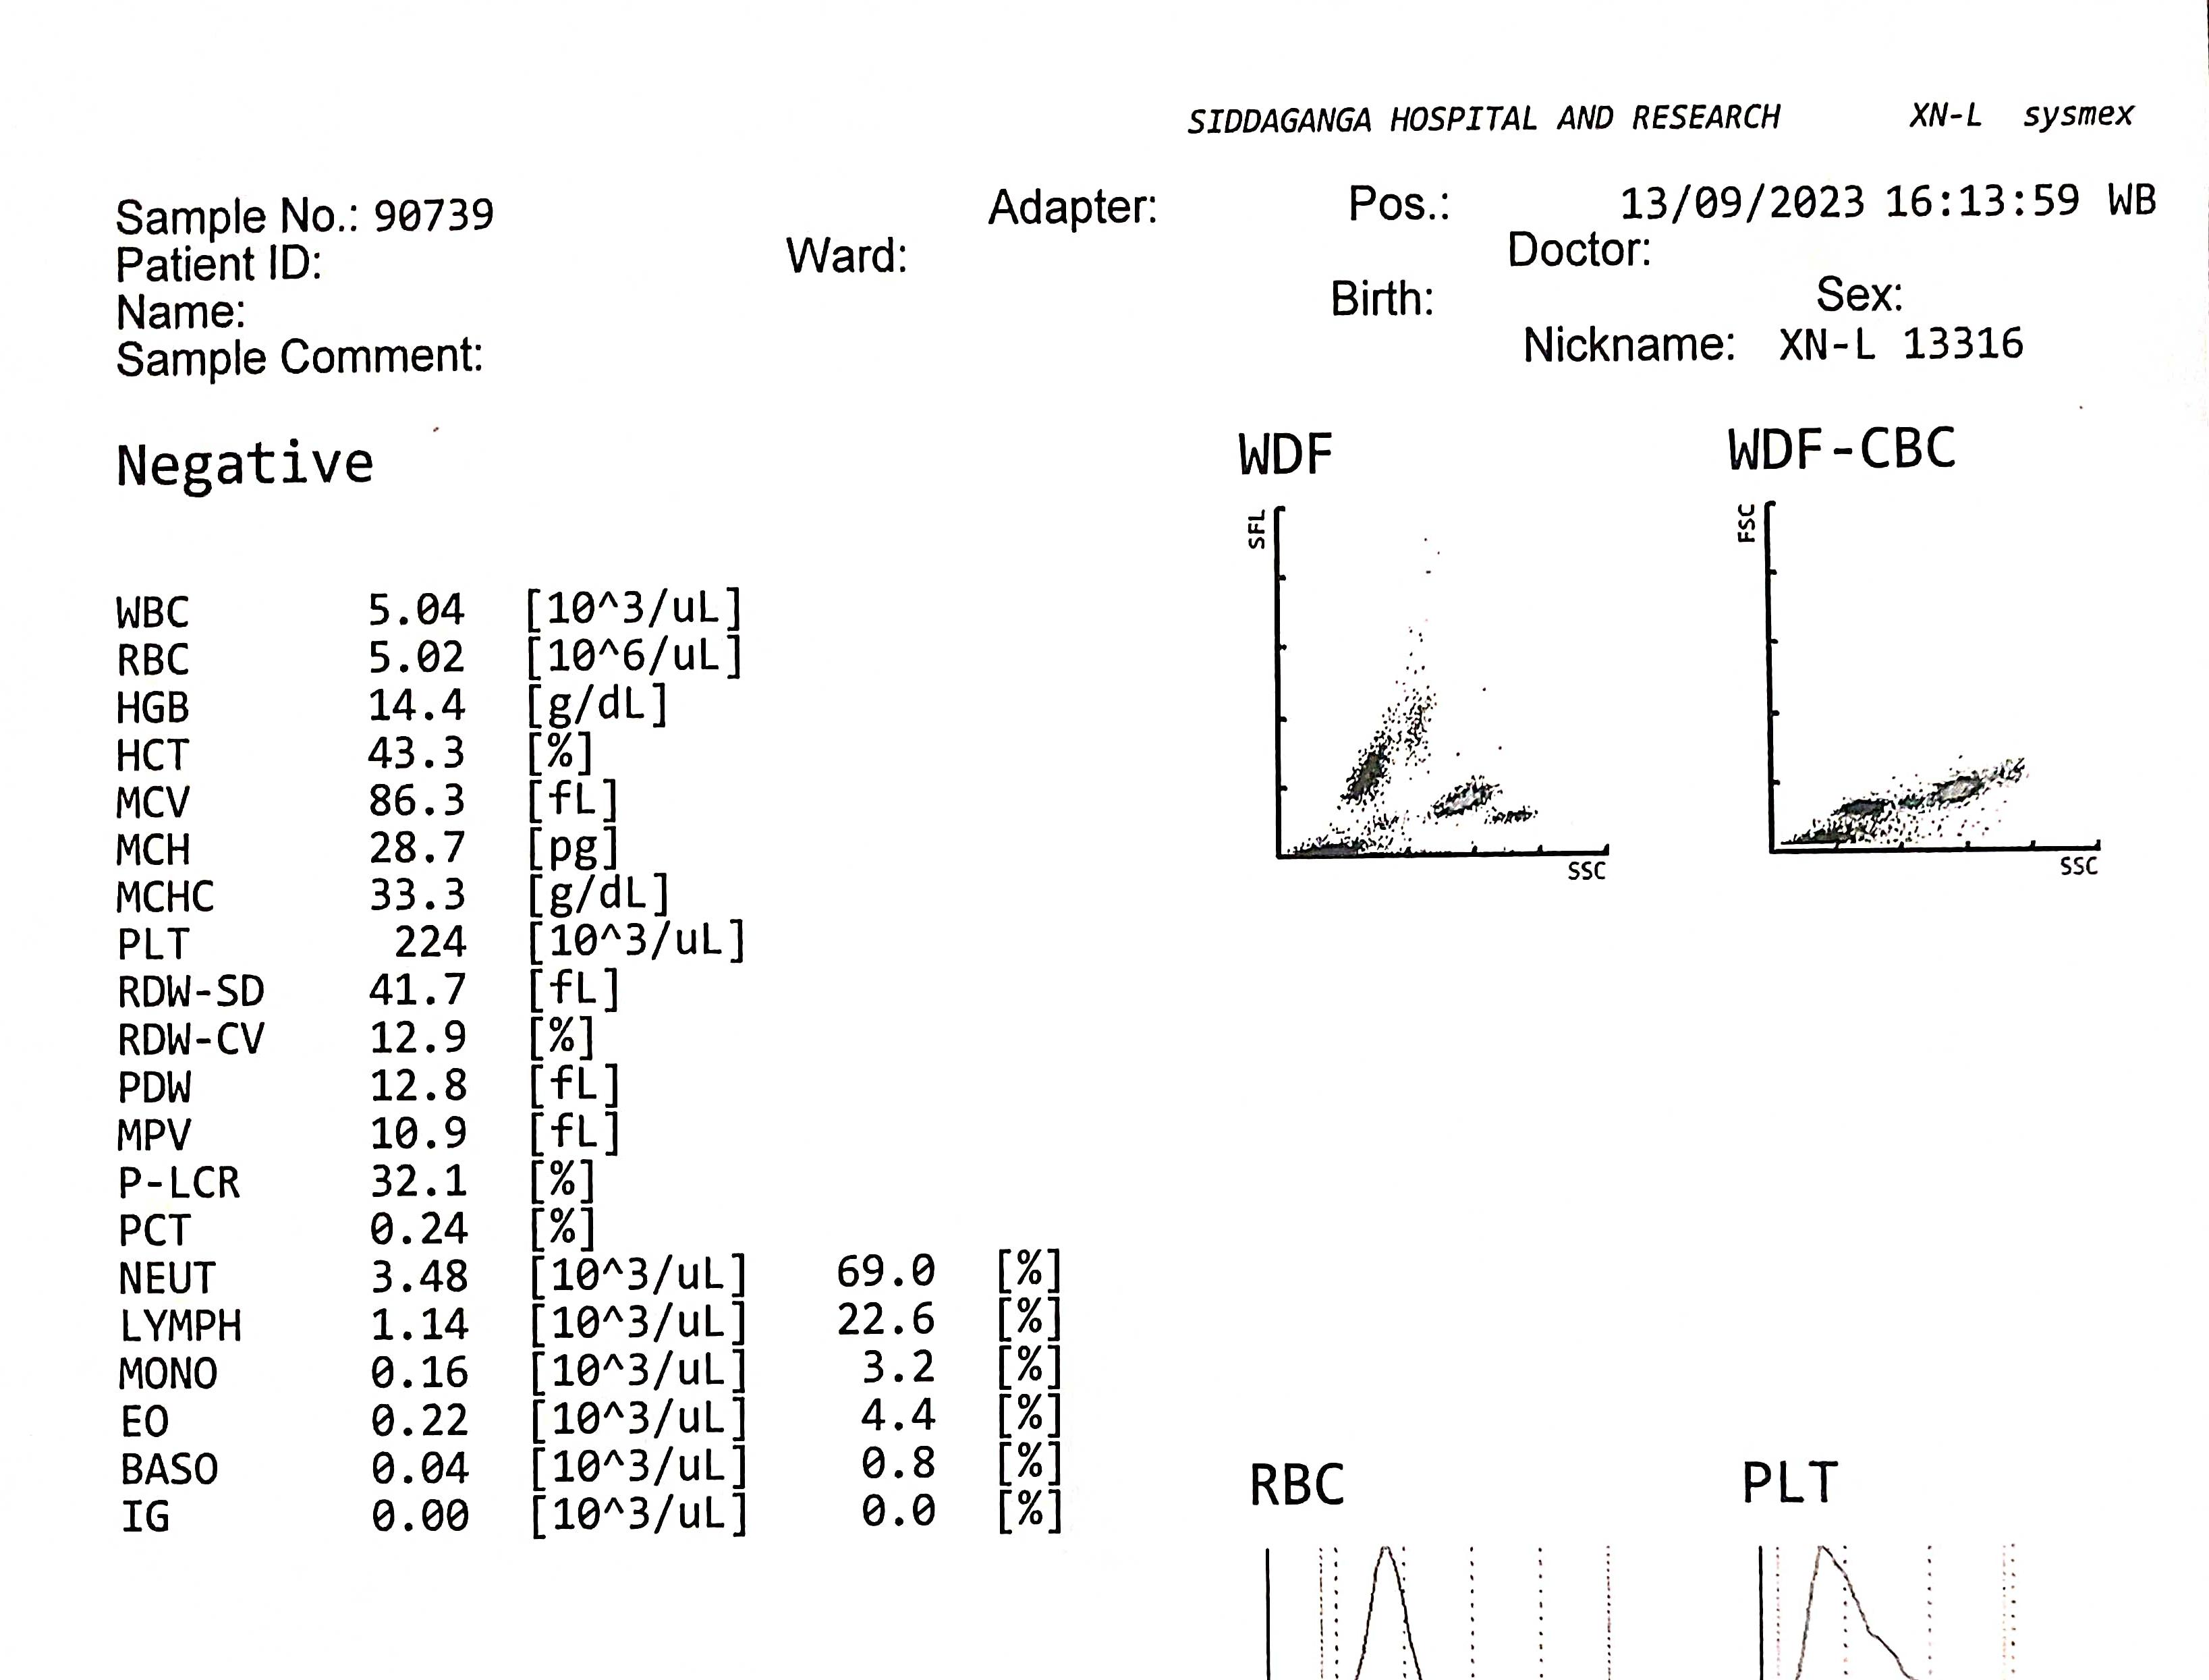 SIDDAGANGA HOSPITAL AND RESEARCH XN-L sysmex
Sample No.: 90739 Adapter: Pos.: 13/09/2023 16:13:59 WB
Patient ID: Ward: Doctor:
Name: Birth: Sex:
Sample Comment: Nickname: XN-L 13316
Negative
WDF WDF-CBC
SFL FSC
SSC SSC
WBC 5.04 [10^3/uL]
RBC 5.02 [10^6/uL]
HGB 14.4 [g/dL]
HCT 43.3 [%]
MCV 86.3 [fL]
MCH 28.7 [pg]
MCHC 33.3 [g/dL]
PLT 224 [10^3/uL]
RDW-SD 41.7 [fL]
RDW-CV 12.9 [%]
PDW 12.8 [fL]
MPV 10.9 [fL]
P-LCR 32.1 [%]
PCT 0.24 [%]
NEUT 3.48 [10^3/uL] 69.0 [%]
LYMPH 1.14 [10^3/uL] 22.6 [%]
MONO 0.16 [10^3/uL] 3.2 [%]
EO 0.22 [10^3/uL] 4.4 [%]
BASO 0.04 [10^3/uL] 0.8 [%]
IG 0.00 [10^3/uL] 0.0 [%]
RBC PLT